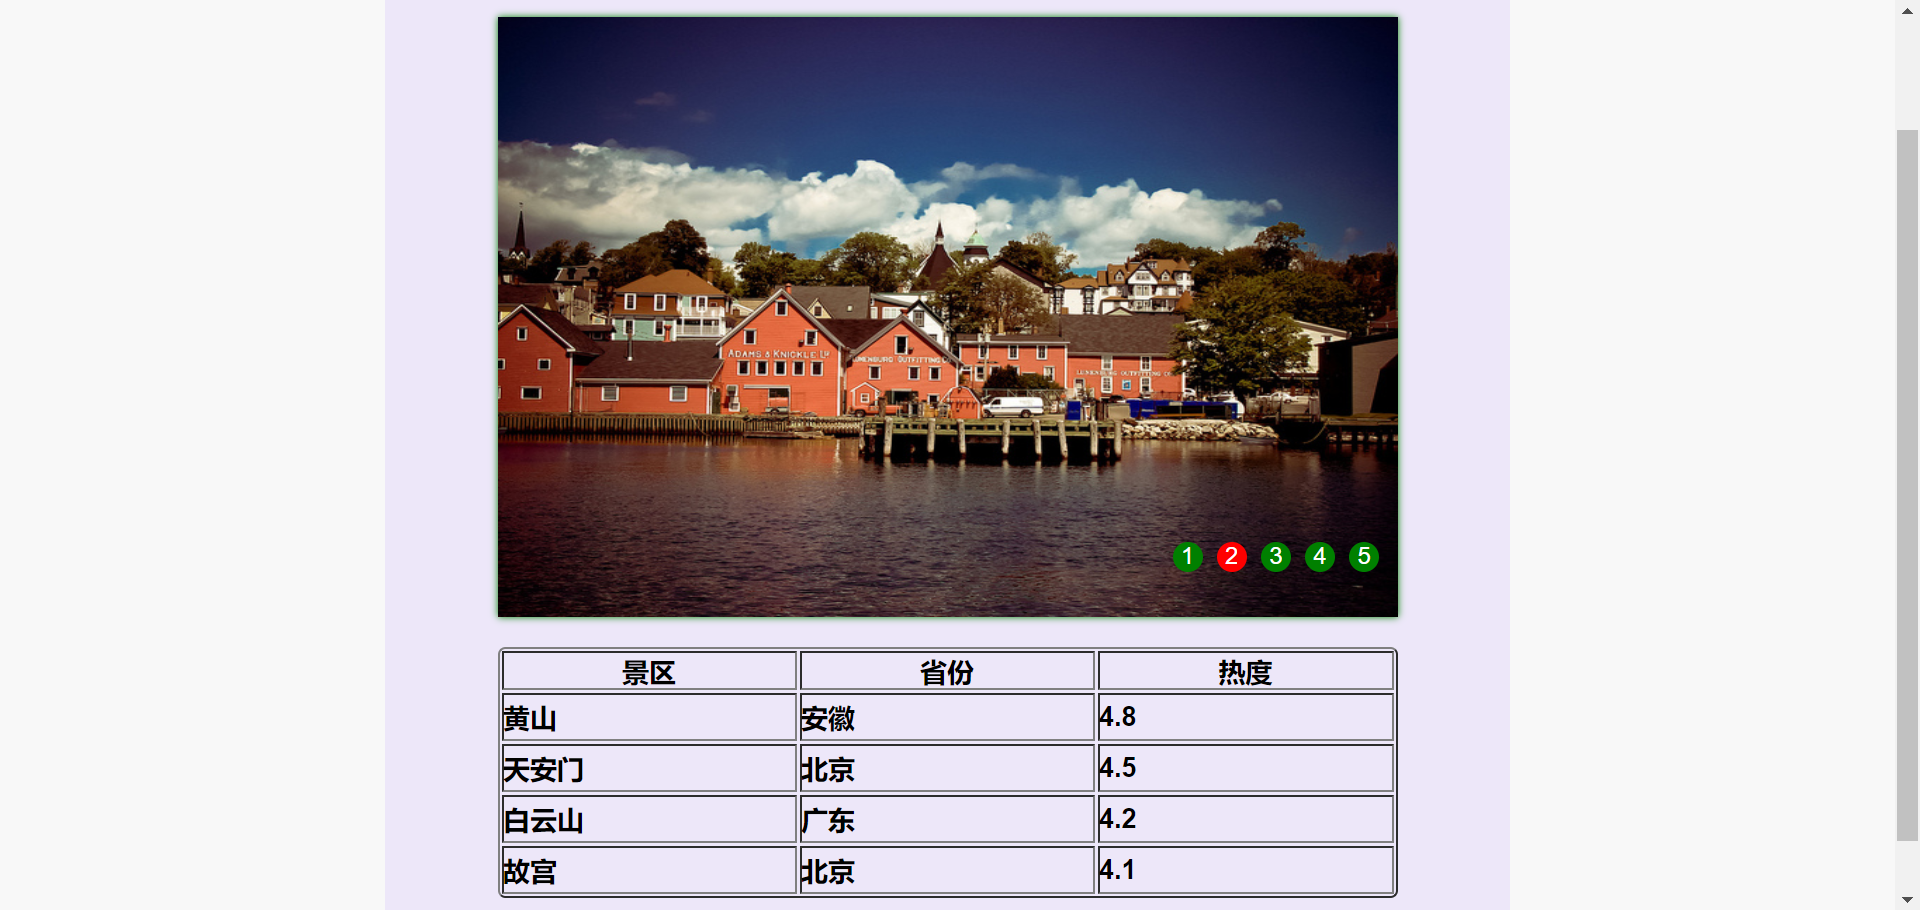 ADAMS & KNICKLE LTD
LUNENBURG OUTFITTING CO
LUNENBURG OUTFITTING CO
1 2 3 4 5
景区 省份 热度
黄山 安徽 4.8
天安门 北京 4.5
白云山 广东 4.2
故宫 北京 4.1